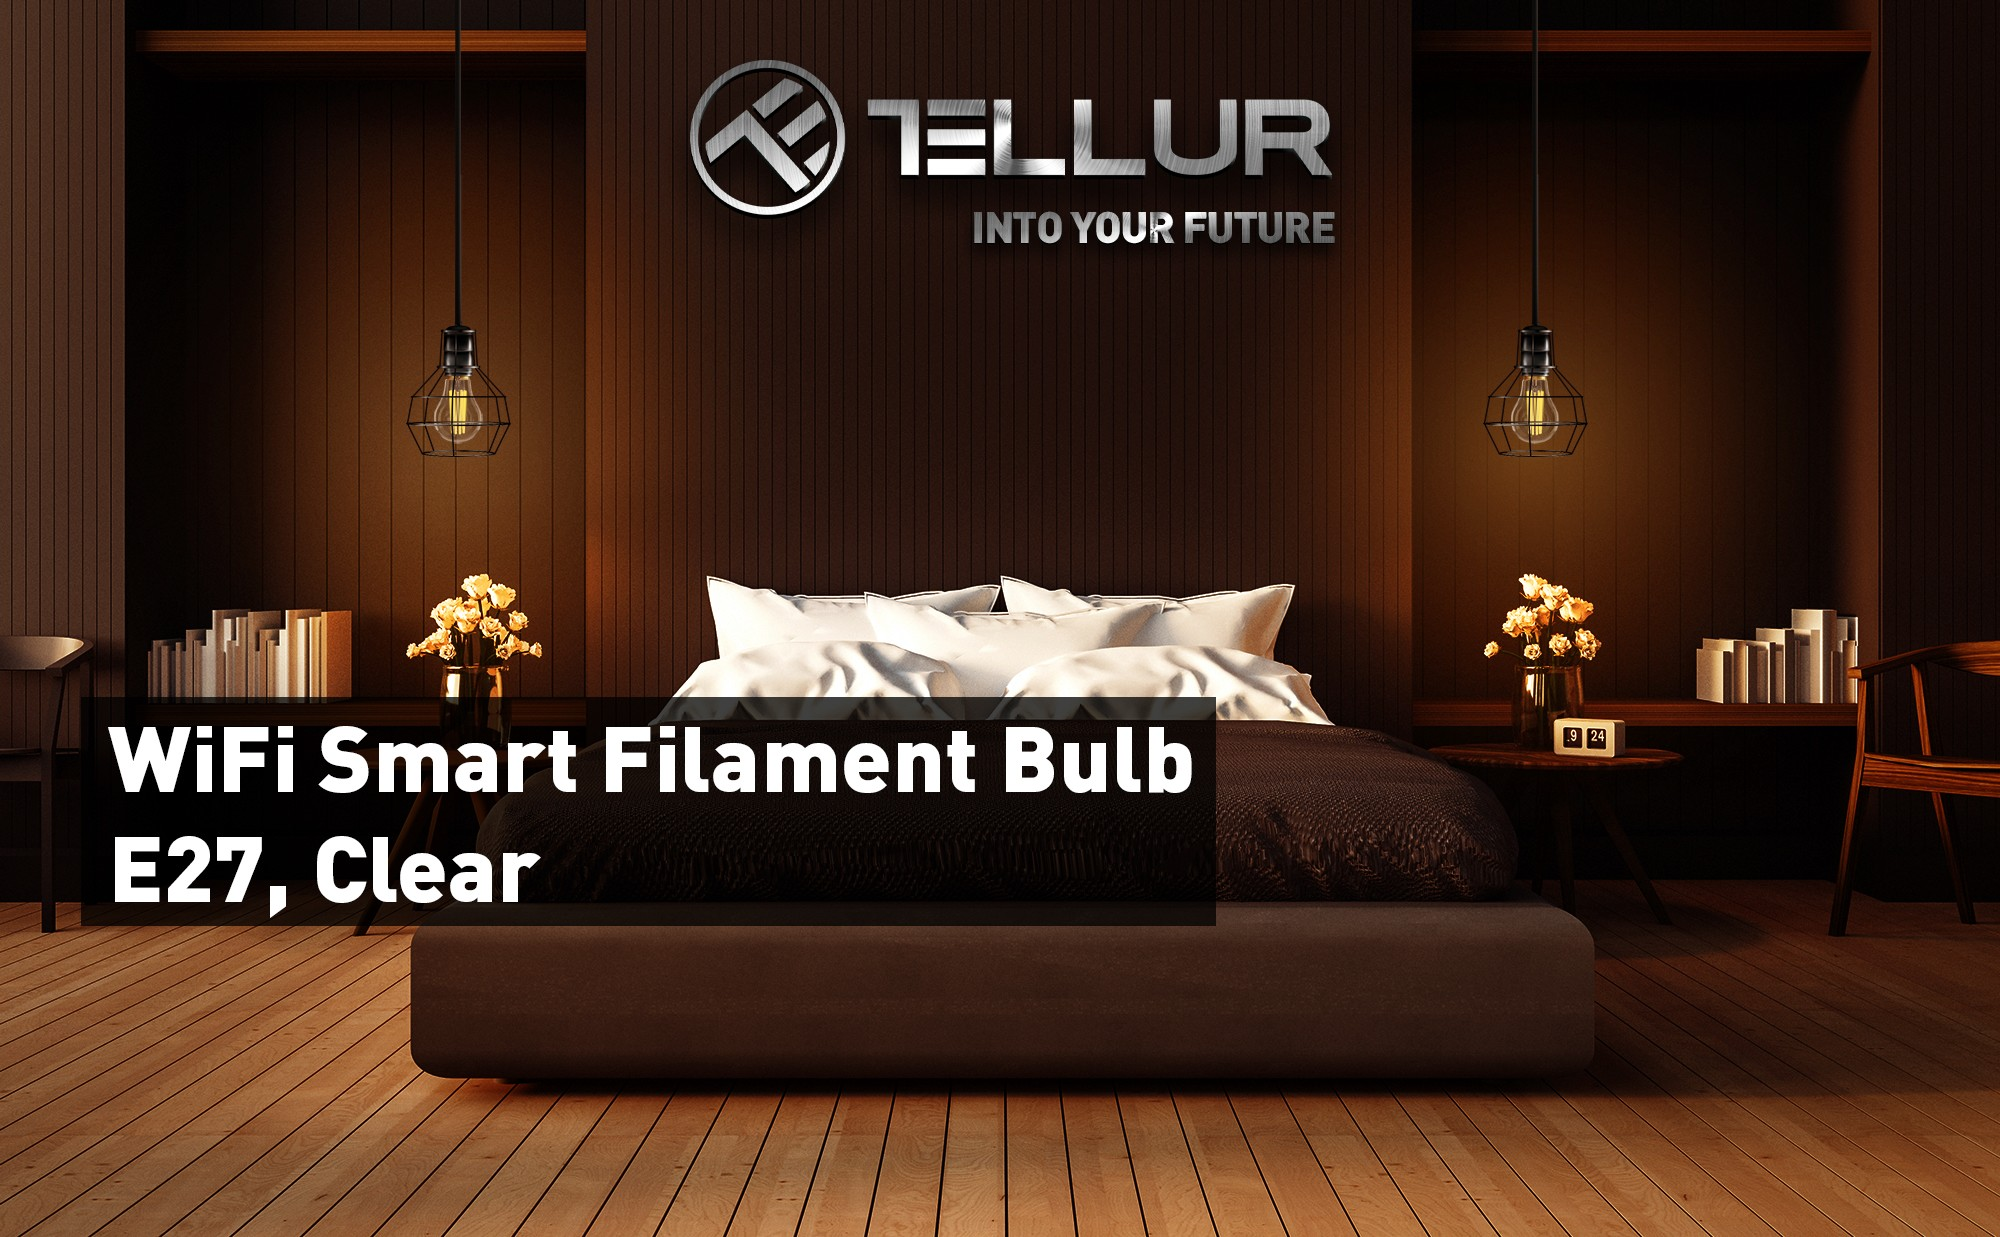 TELLUR
INTO YOUR FUTURE
9 24
WiFi Smart Filament Bulb
E27, Clear